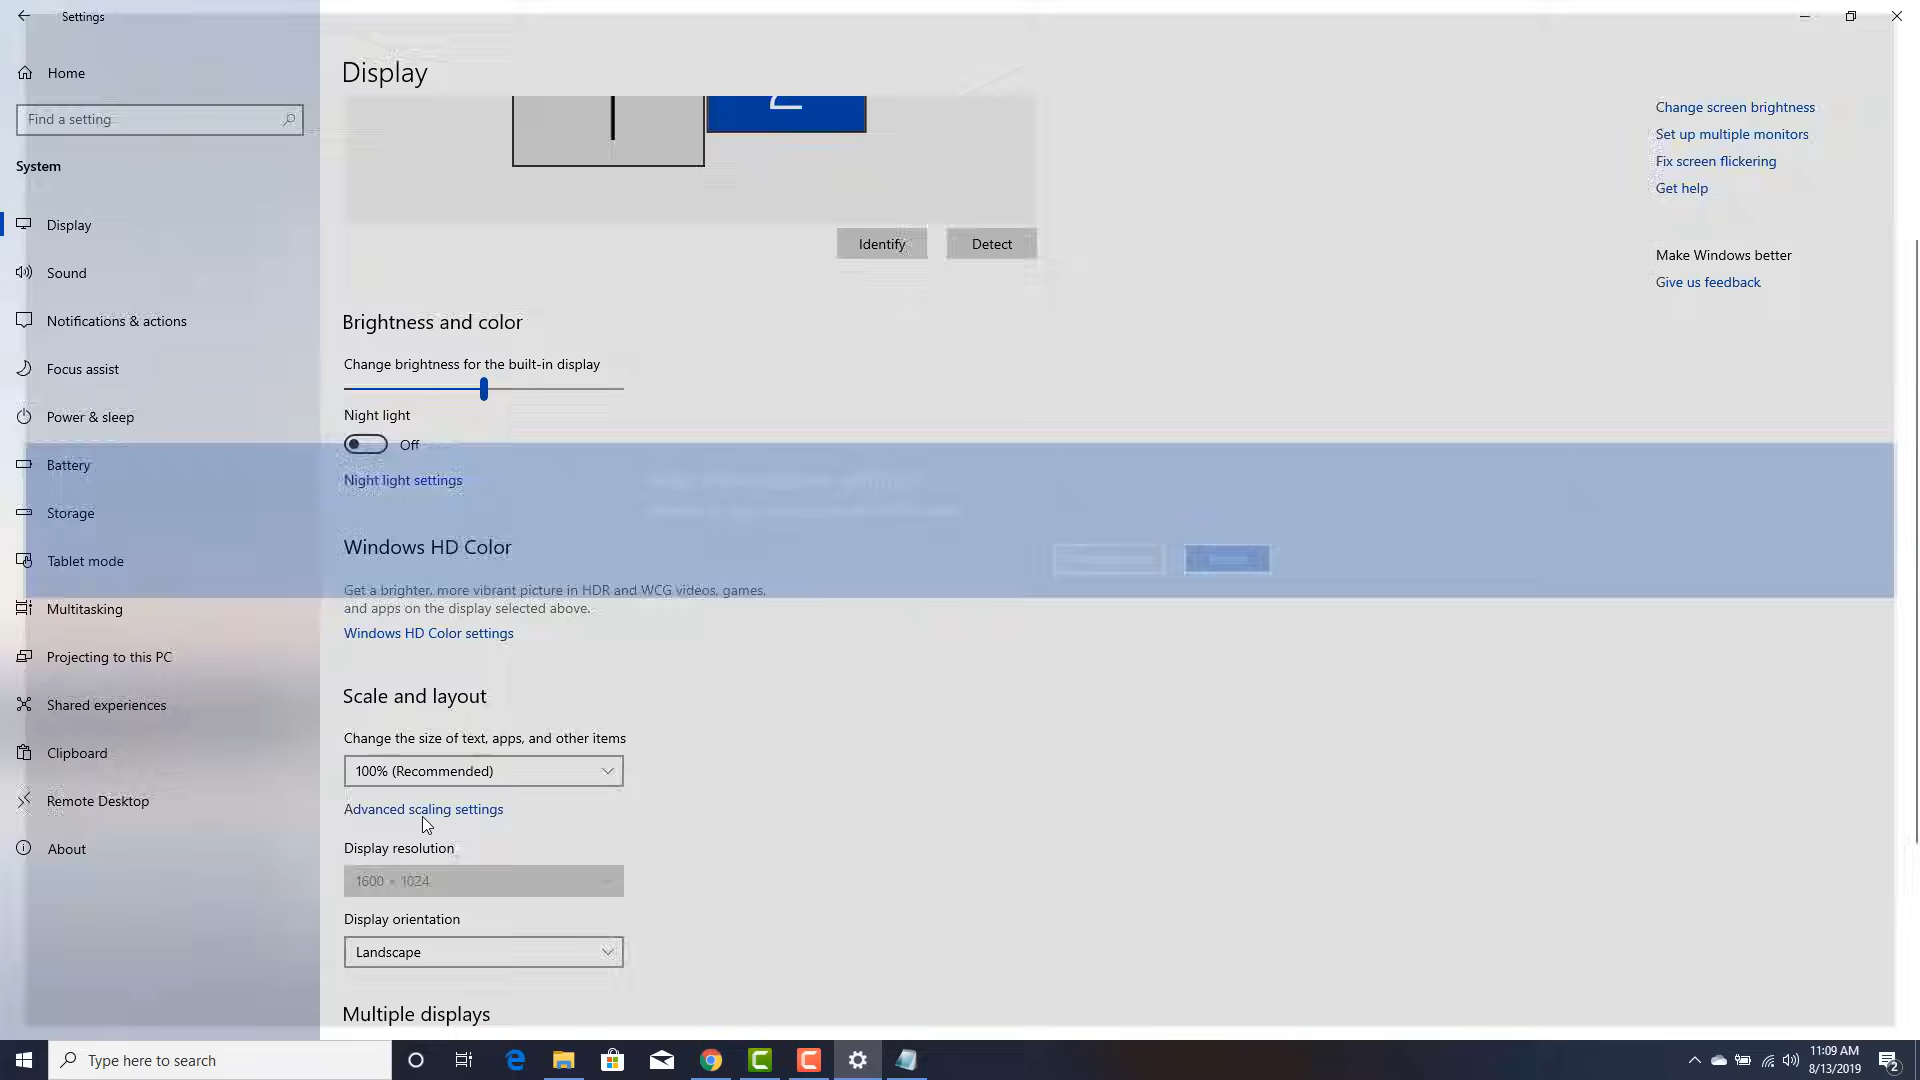 Settings
Home
Find a setting
System
Display
Sound
Notifications & actions
Focus assist
Power & sleep
Battery
Storage
Tablet mode
Multitasking
Projecting to this PC
Shared experiences
Clipboard
Remote Desktop
About
Display
2
Identify
Detect
Brightness and color
Change brightness for the built-in display
Night light
Off
Night light settings
Windows HD Color
Get a brighter, more vibrant picture in HDR and WCG videos, games,
and apps on the display selected above.
Windows HD Color settings
Scale and layout
Change the size of text, apps, and other items
100% (Recommended)
Advanced scaling settings
Display resolution
1600 × 1024
Display orientation
Landscape
Multiple displays
Change screen brightness
Set up multiple monitors
Fix screen flickering
Get help
Make Windows better
Give us feedback
Type here to search
11:09 AM
8/13/2019
2